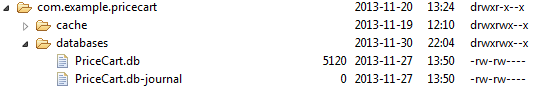 com.example.pricecart 2013-11-20 13:24 drwxr-x--x
cache 2013-11-19 12:10 drwxrwx--x
databases 2013-11-30 22:04 drwxrwx--x
PriceCart.db 5120 2013-11-27 13:50 -rw-rw----
PriceCart.db-journal 0 2013-11-27 13:50 -rw-rw----